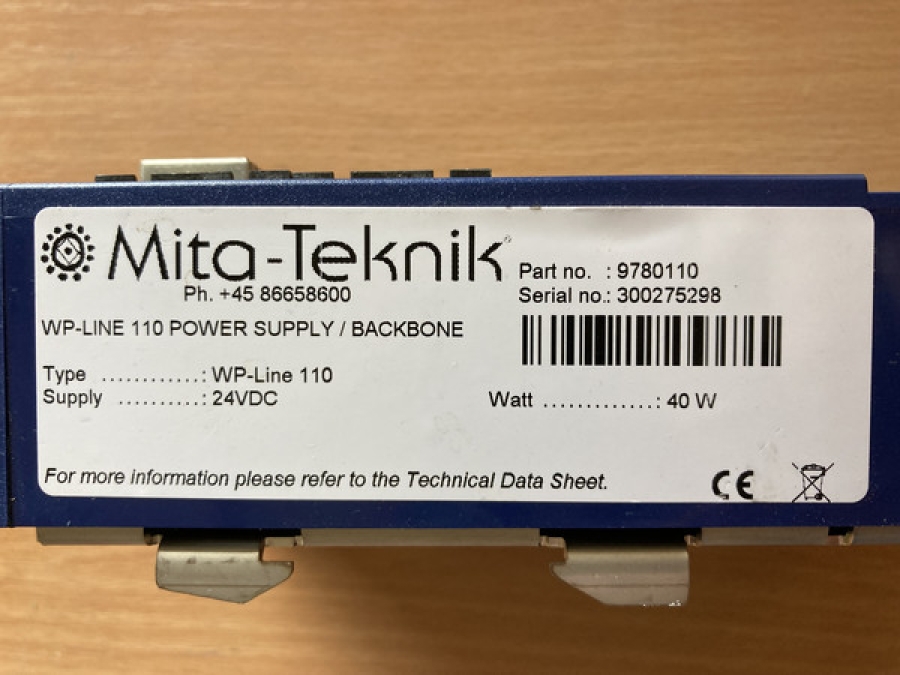 Mita-Teknik
Ph. +45 86658600
Part no. : 9780110
Serial no.: 300275298
WP-LINE 110 POWER SUPPLY / BACKBONE
Type ............: WP-Line 110
Supply ..........: 24VDC
Watt .............: 40 W
For more information please refer to the Technical Data Sheet.
CE